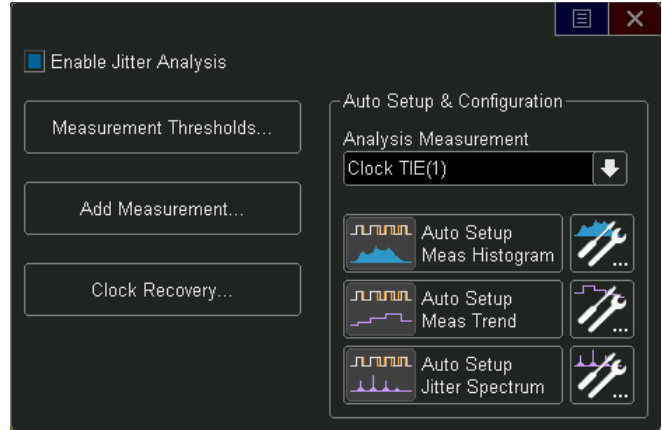 Enable Jitter Analysis
Measurement Thresholds...
Add Measurement...
Clock Recovery...
Auto Setup & Configuration
Analysis Measurement
Clock TIE(1)
Auto Setup
Meas Histogram
...
Auto Setup
Meas Trend
...
Auto Setup
Jitter Spectrum
...